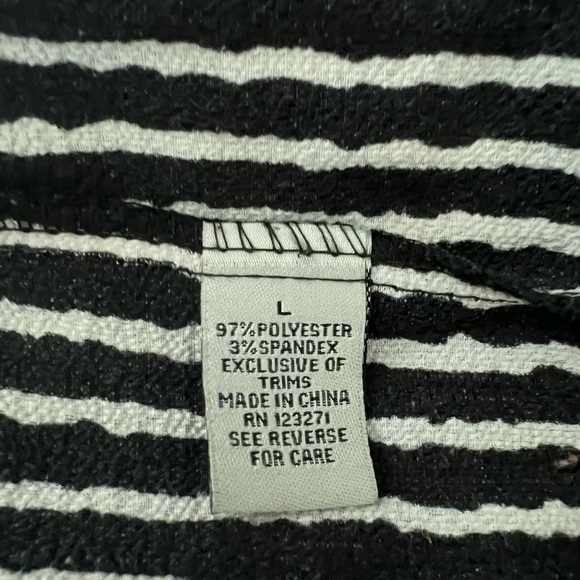 L
97% POLYESTER
3% SPANDEX
EXCLUSIVE OF
TRIMS
MADE IN CHINA
RN 123271
SEE REVERSE
FOR CARE